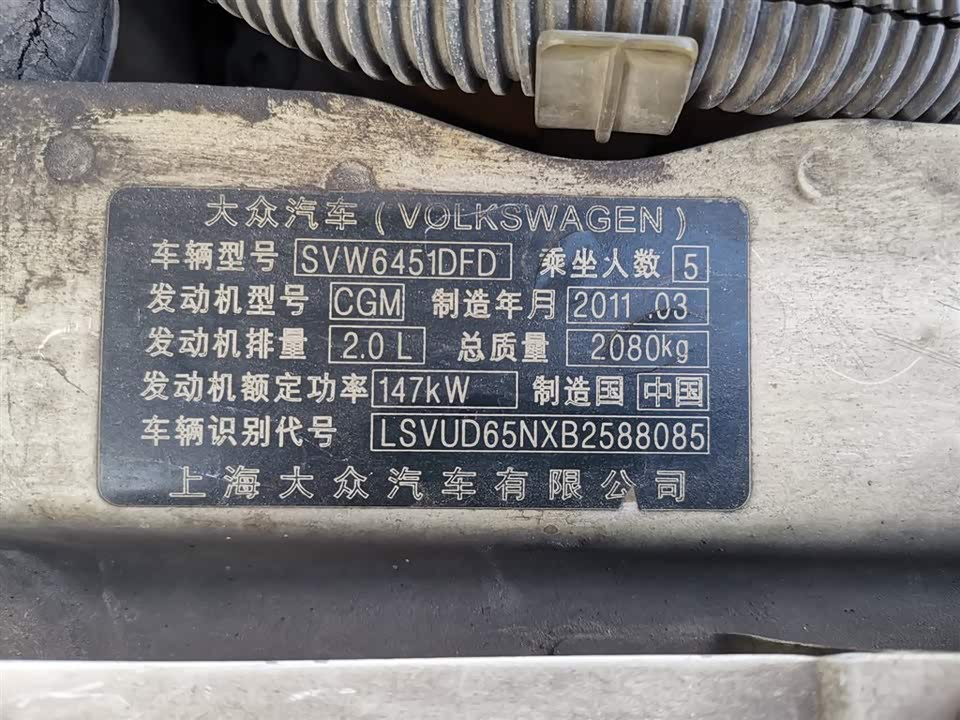 大众汽车(VOLKSWAGEN)
车辆型号 SVW6451DFD 乘坐人数 5
发动机型号 CGM 制造年月 2011.03
发动机排量 2.0 L 总质量 2080kg
发动机额定功率 147kW 制造国 中国
车辆识别代号 LSVUD65NXB2588085
上海大众汽车有限公司